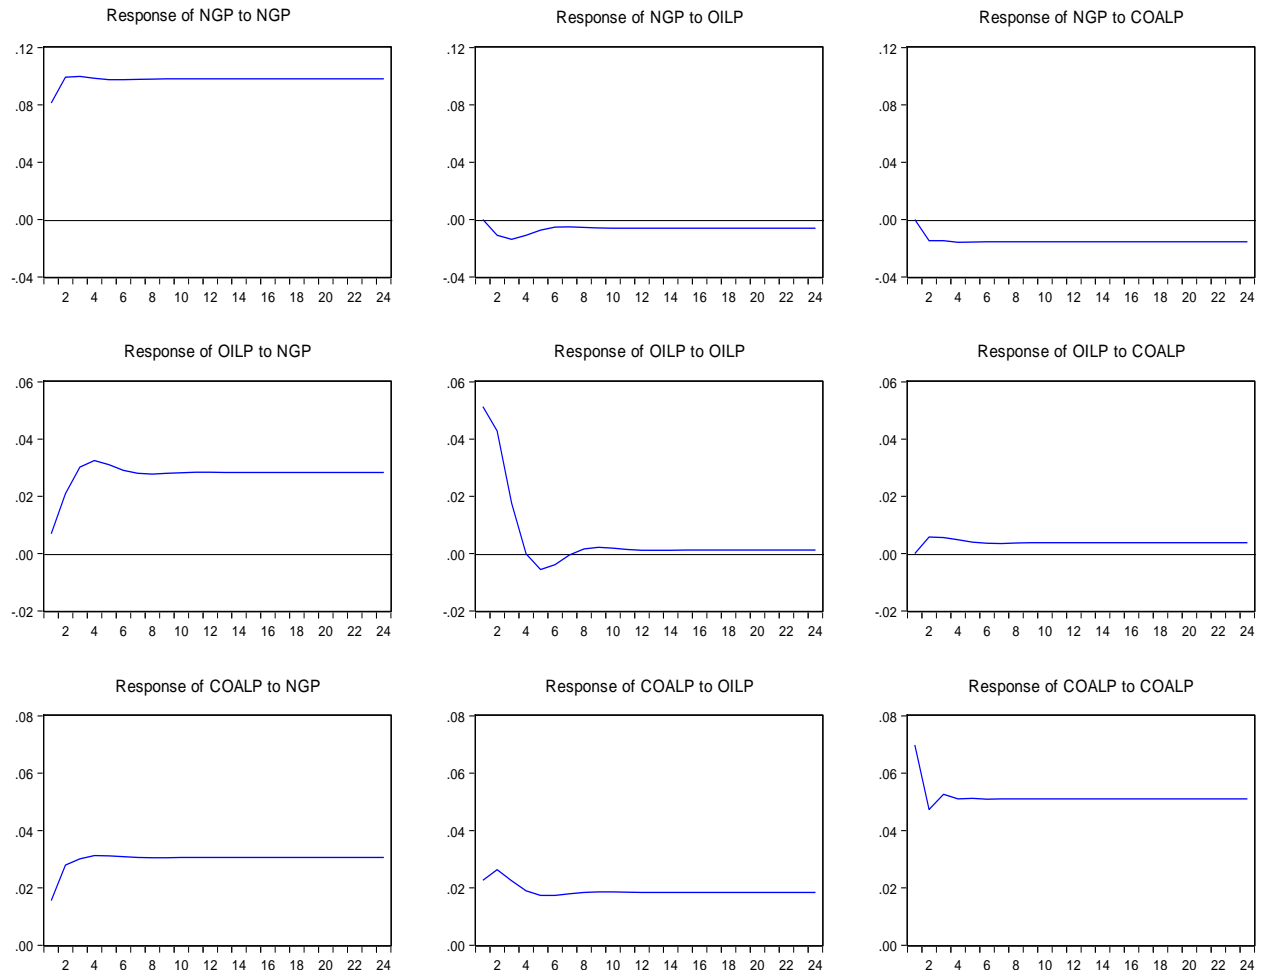 Response of NGP to NGP
Response of NGP to OILP
Response of NGP to COALP
.12
.08
.04
.00
-.04
2 4 6 8 10 12 14 16 18 20 22 24
.12
.08
.04
.00
-.04
2 4 6 8 10 12 14 16 18 20 22 24
.12
.08
.04
.00
-.04
2 4 6 8 10 12 14 16 18 20 22 24
Response of OILP to NGP
Response of OILP to OILP
Response of OILP to COALP
.06
.04
.02
.00
-.02
2 4 6 8 10 12 14 16 18 20 22 24
.06
.04
.02
.00
-.02
2 4 6 8 10 12 14 16 18 20 22 24
.06
.04
.02
.00
-.02
2 4 6 8 10 12 14 16 18 20 22 24
Response of COALP to NGP
Response of COALP to OILP
Response of COALP to COALP
.08
.06
.04
.02
.00
2 4 6 8 10 12 14 16 18 20 22 24
.08
.06
.04
.02
.00
2 4 6 8 10 12 14 16 18 20 22 24
.08
.06
.04
.02
.00
2 4 6 8 10 12 14 16 18 20 22 24